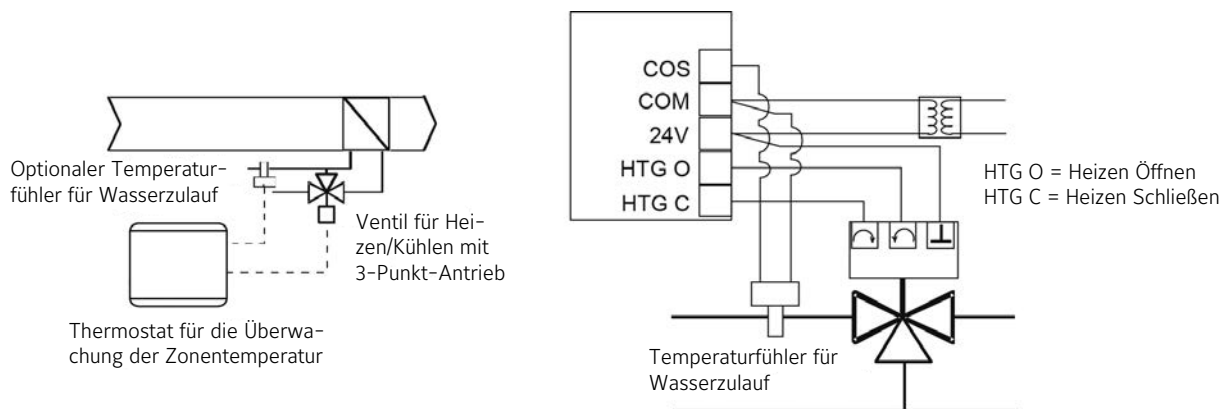 Optionaler Temperatur-
fühler für Wasserzulauf
Ventil für Hei-
zen/Kühlen mit
3-Punkt-Antrieb
Thermostat für die Überwa-
chung der Zonentemperatur
COS
COM
24V
HTG O
HTG C
HTG O = Heizen Öffnen
HTG C = Heizen Schließen
Temperaturfühler für
Wasserzulauf